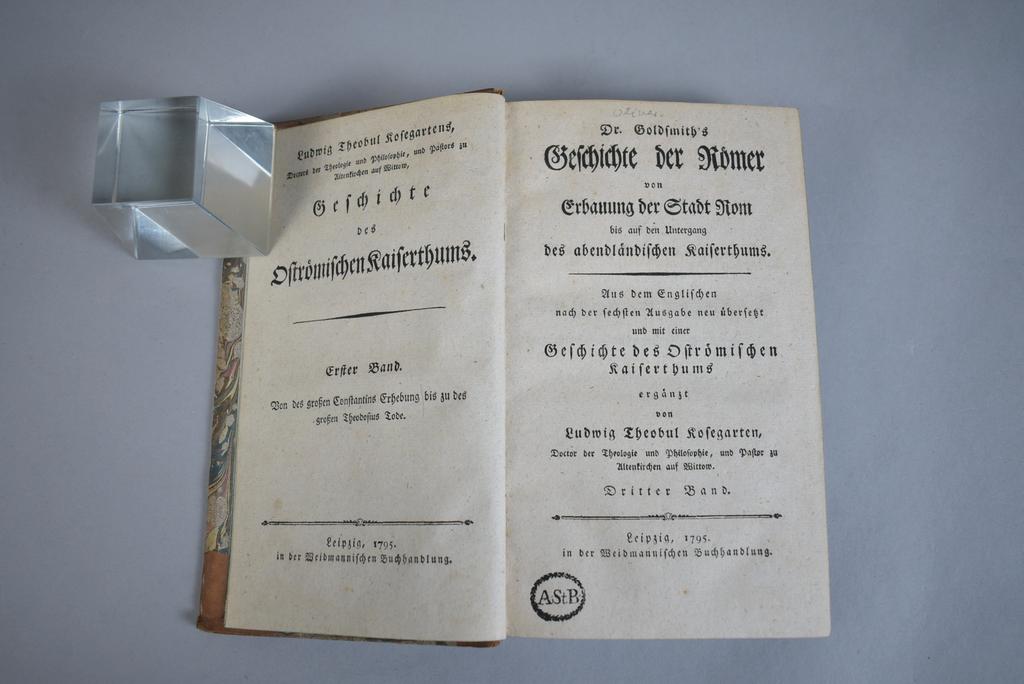 Ludwig Theobul Kosegartens,
Doctors der Theologie und Philosophie, und Pastors zu
Altenkirchen auf Wittow,
Geschichte
des
Oströmischen Kaiserthums.
Erster Band.
Von des großen Constantins Erhebung bis zu des
großen Theodosius Tode.
Leipzig, 1795.
in der Weidmannischen Buchhandlung.
Dr. Goldsmith's
Geschichte der Römer
von
Erbauung der Stadt Rom
bis auf den Untergang
des abendländischen Kaiserthums.
Aus dem Englischen
nach der sechsten Ausgabe neu übersetzt
und mit einer
Geschichte des Oströmischen
Kaiserthums
ergänzt
von
Ludwig Theobul Kosegarten,
Doctor der Theologie und Philosophie, und Pastor zu
Altenkirchen auf Wittow.
Dritter Band.
Leipzig, 1795.
in der Weidmannischen Buchhandlung.
AStB